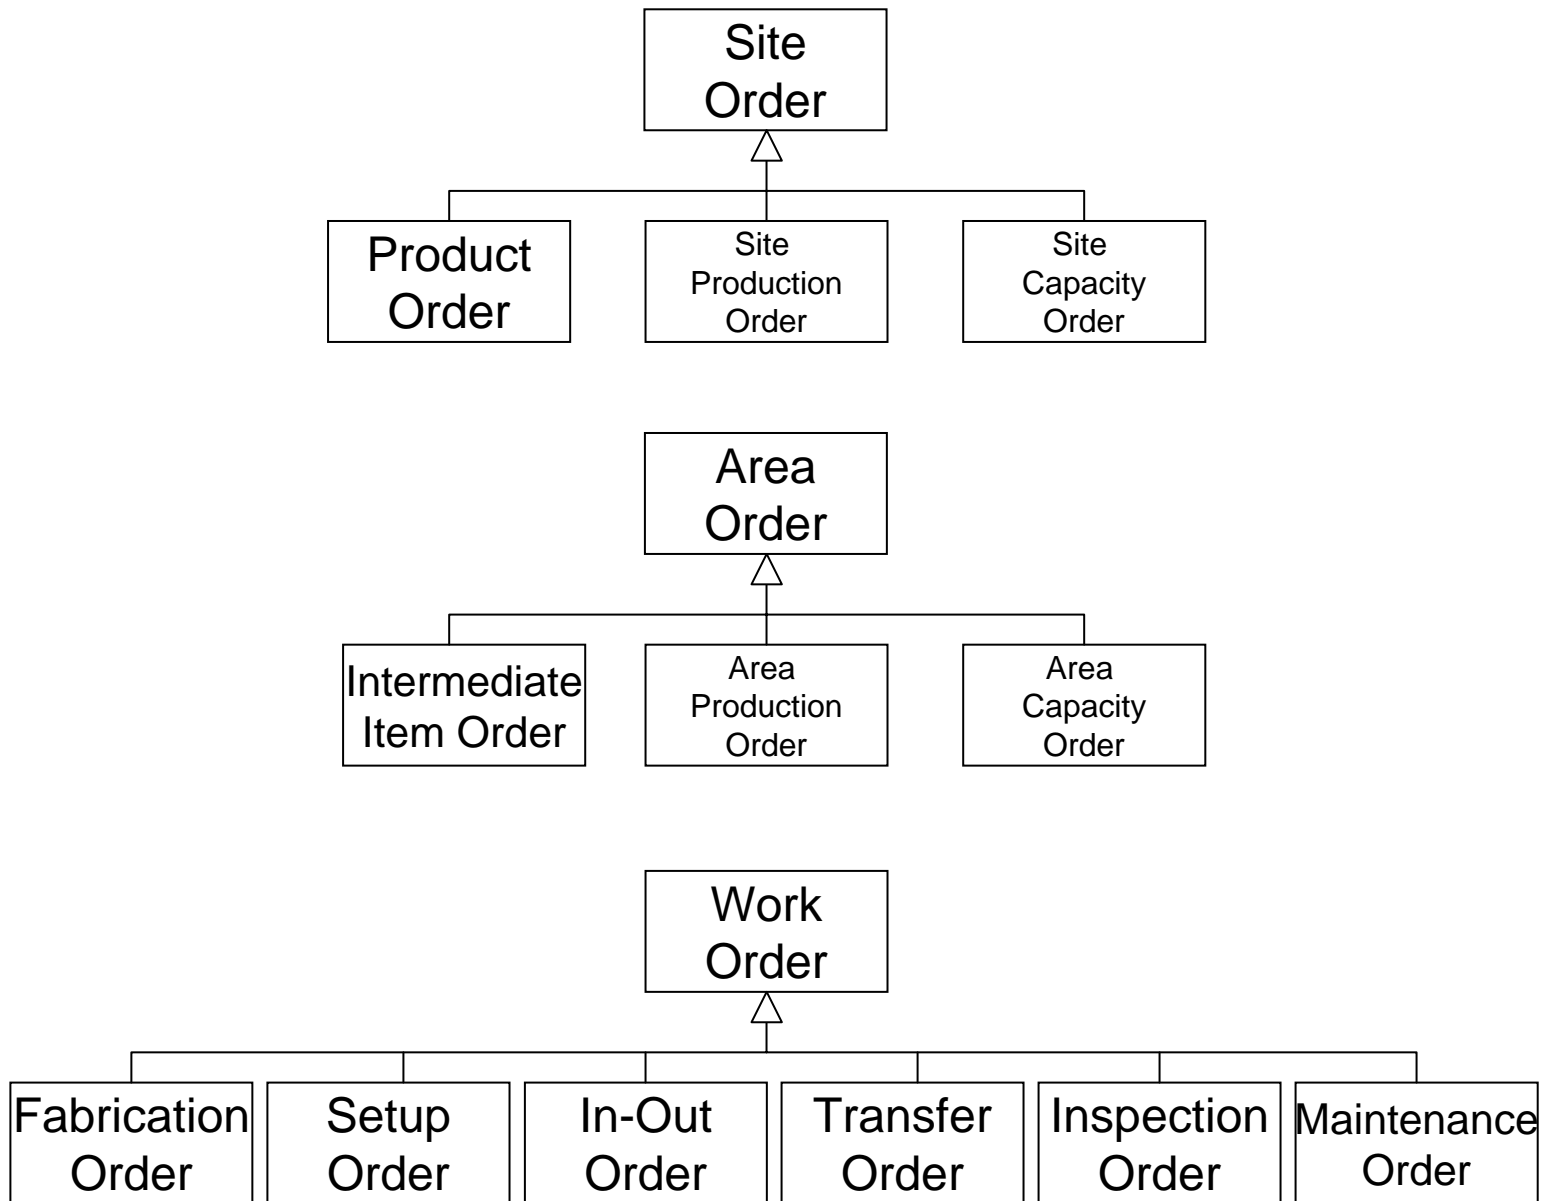 Site
Order
Product
Order
Site
Production
Order
Site
Capacity
Order
Area
Order
Intermediate
Item Order
Area
Production
Order
Area
Capacity
Order
Work
Order
Fabrication
Order
Setup
Order
In-Out
Order
Transfer
Order
Inspection
Order
Maintenance
Order